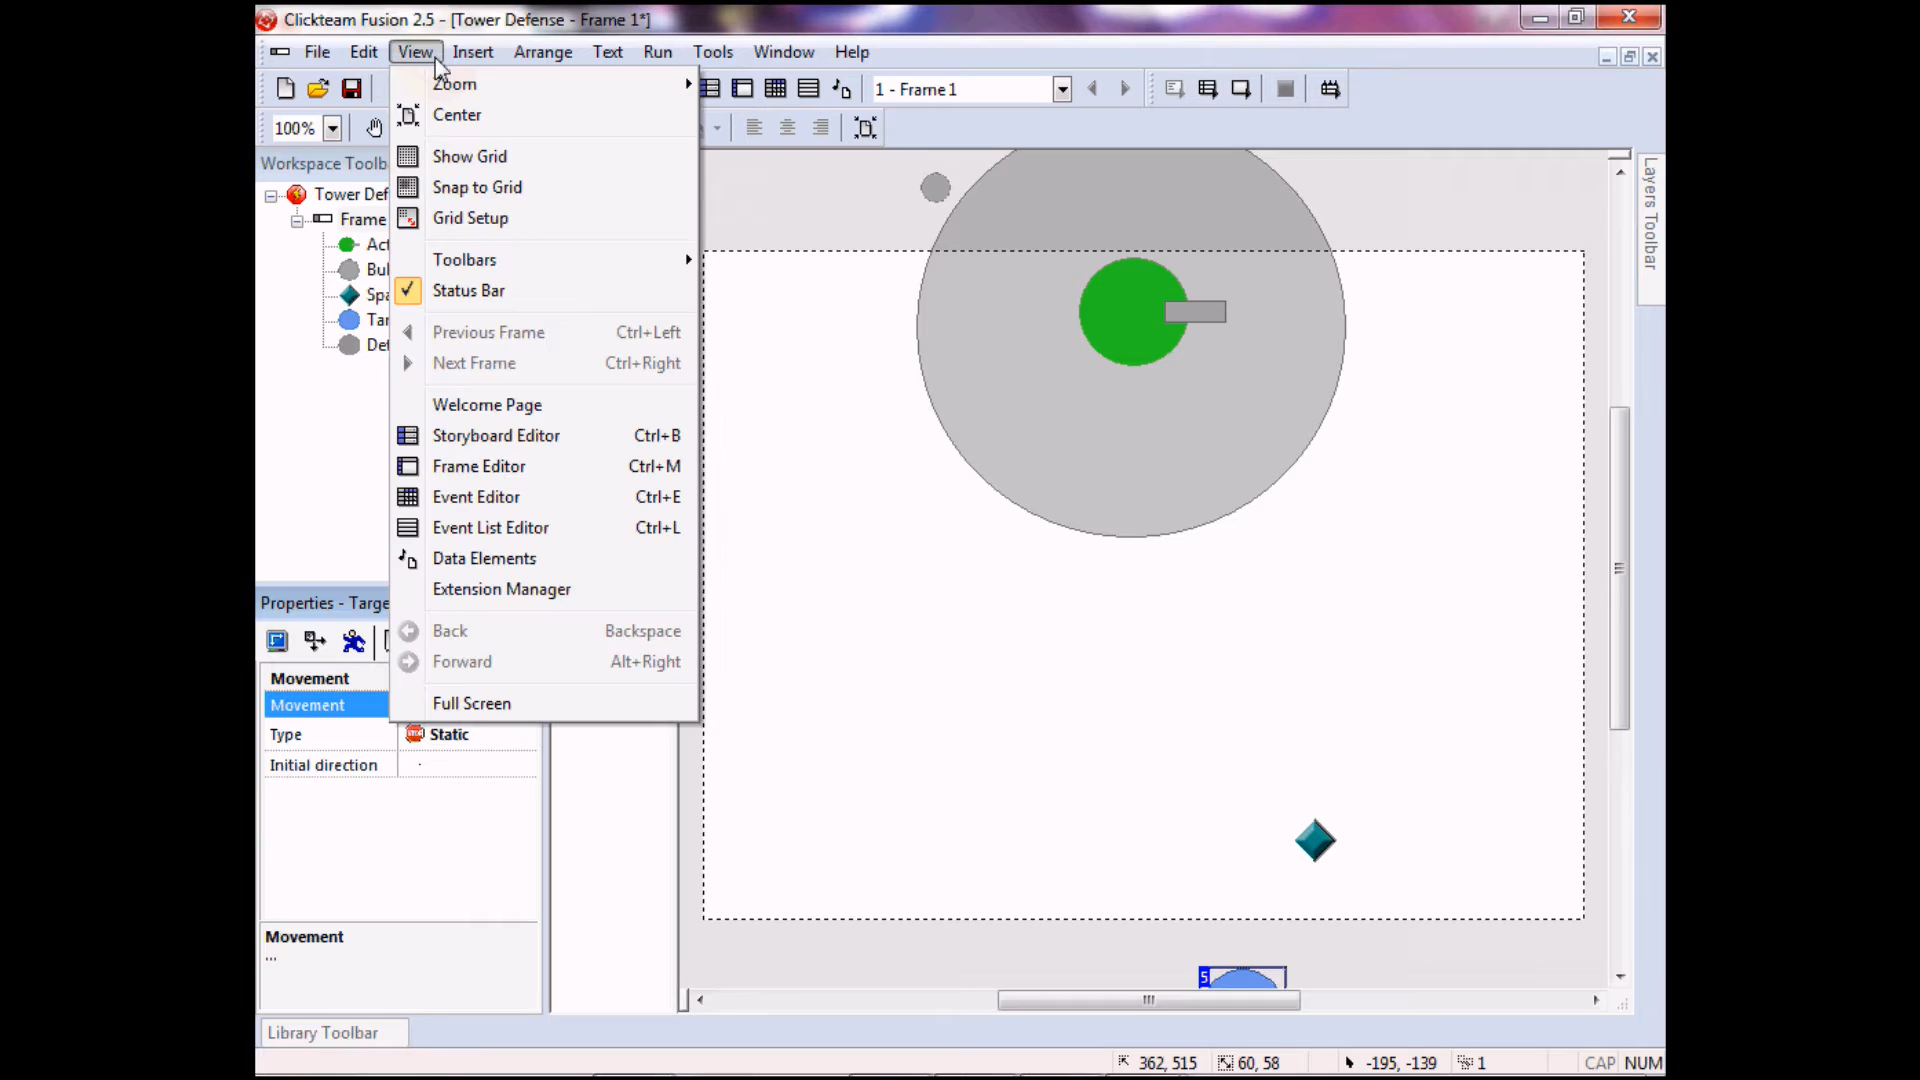 Clickteam Fusion 2.5 - [Tower Defense - Frame 1*]
File Edit View Insert Arrange Text Run Tools Window Help
1 - Frame 1
100%
Workspace Toolb
Tower Def
Frame
Act
Bul
Spa
Tar
Det
Zoom
Center
Show Grid
Snap to Grid
Grid Setup
Toolbars
Status Bar
Previous Frame Ctrl+Left
Next Frame Ctrl+Right
Welcome Page
Storyboard Editor Ctrl+B
Frame Editor Ctrl+M
Event Editor Ctrl+E
Event List Editor Ctrl+L
Data Elements
Extension Manager
Back Backspace
Forward Alt+Right
Full Screen
Layers Toolbar
Properties - Targe
Movement
Movement
Type Static
Initial direction
Movement
...
5
Library Toolbar
362, 515 60, 58 -195, -139 1 CAP NUM